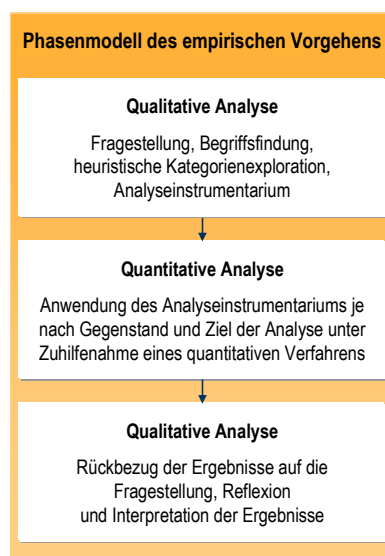 Phasenmodell des empirischen Vorgehens
Qualitative Analyse
Fragestellung, Begriffsfindung,
heuristische Kategorienexploration,
Analyseinstrumentarium
Quantitative Analyse
Anwendung des Analyseinstrumentariums je
nach Gegenstand und Ziel der Analyse unter
Zuhilfenahme eines quantitativen Verfahrens
Qualitative Analyse
Rückbezug der Ergebnisse auf die
Fragestellung, Reflexion
und Interpretation der Ergebnisse